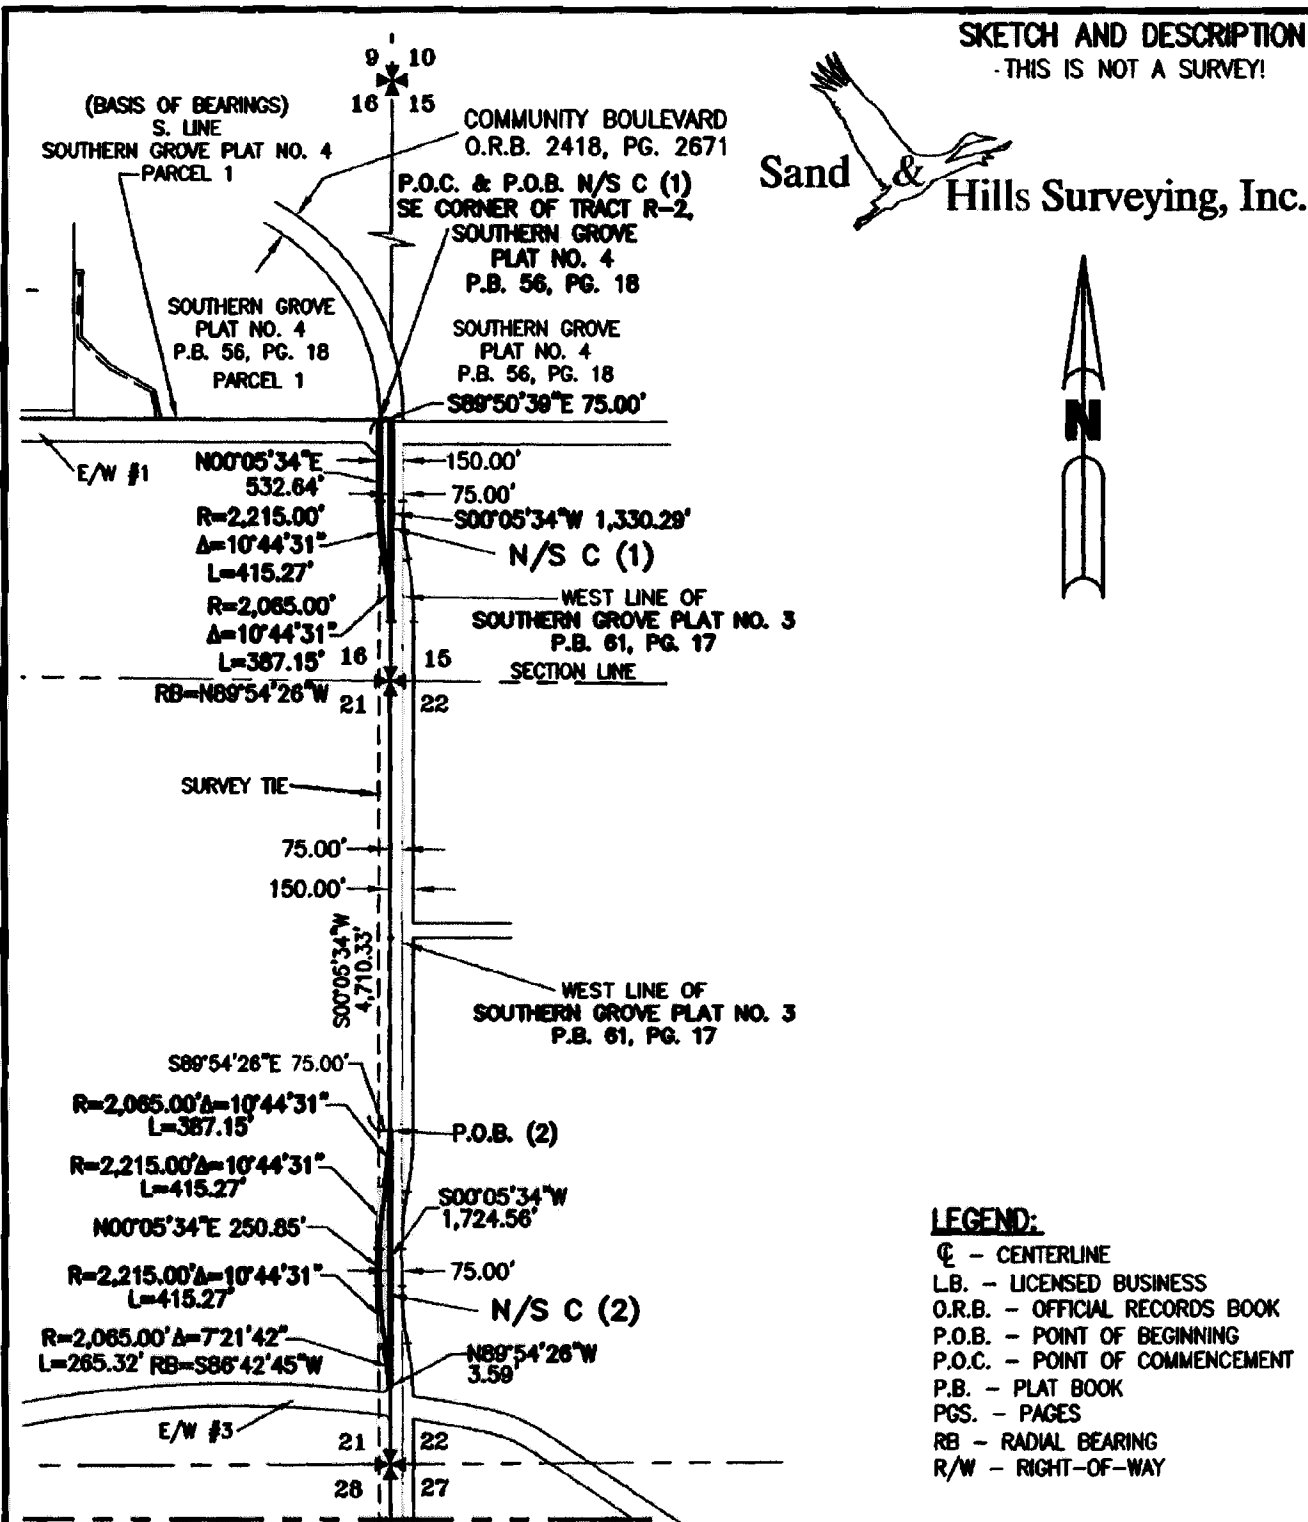 SKETCH AND DESCRIPTION
- THIS IS NOT A SURVEY!
Sand & Hills Surveying, Inc.
N
9 10
16 15
(BASIS OF BEARINGS)
S. LINE
SOUTHERN GROVE PLAT NO. 4
PARCEL 1
COMMUNITY BOULEVARD
O.R.B. 2418, PG. 2671
P.O.C. & P.O.B. N/S C (1)
SE CORNER OF TRACT R-2,
SOUTHERN GROVE
PLAT NO. 4
P.B. 56, PG. 18
SOUTHERN GROVE
PLAT NO. 4
P.B. 56, PG. 18
PARCEL 1
SOUTHERN GROVE
PLAT NO. 4
P.B. 56, PG. 18
S89°50'39"E 75.00'
E/W #1
N00°05'34"E
532.64'
150.00'
75.00'
R=2,215.00'
Δ=10°44'31"
L=415.27'
S00°05'34"W 1,330.29'
N/S C (1)
R=2,065.00'
Δ=10°44'31"
L=387.15'
WEST LINE OF
SOUTHERN GROVE PLAT NO. 3
P.B. 61, PG. 17
16 15
SECTION LINE
RB=N89°54'26"W
21 22
SURVEY TIE
75.00'
150.00'
S00°05'34"W
4,710.33'
WEST LINE OF
SOUTHERN GROVE PLAT NO. 3
P.B. 61, PG. 17
S89°54'26"E 75.00'
R=2,065.00'Δ=10°44'31"
L=387.15'
P.O.B. (2)
R=2,215.00'Δ=10°44'31"
L=415.27'
S00°05'34"W
1,724.56'
N00°05'34"E 250.85'
75.00'
R=2,215.00'Δ=10°44'31"
L=415.27'
N/S C (2)
R=2,065.00'Δ=7°21'42"
L=265.32' RB=S86°42'45"W
N89°54'26"W
3.59'
E/W #3
21 22
28 27
LEGEND:
℄ - CENTERLINE
L.B. - LICENSED BUSINESS
O.R.B. - OFFICIAL RECORDS BOOK
P.O.B. - POINT OF BEGINNING
P.O.C. - POINT OF COMMENCEMENT
P.B. - PLAT BOOK
PGS. - PAGES
RB - RADIAL BEARING
R/W - RIGHT-OF-WAY